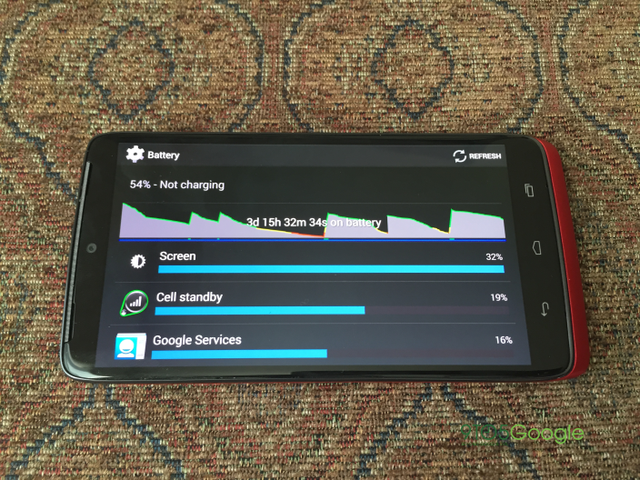 Battery
REFRESH
54% - Not charging
3d 15h 32m 34s on battery
Screen
32%
Cell standby
19%
Google Services
16%
Google